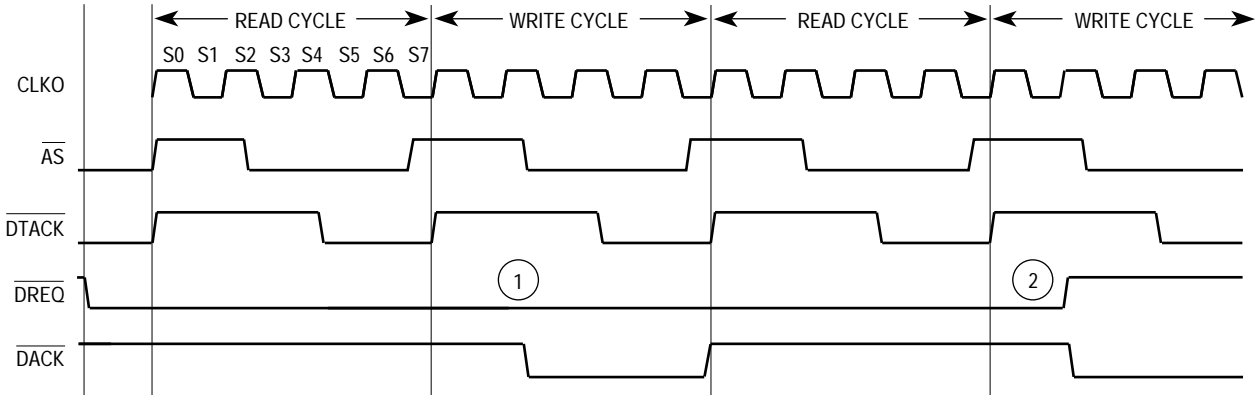 READ CYCLE WRITE CYCLE READ CYCLE WRITE CYCLE
S0 S1 S2 S3 S4 S5 S6 S7
CLKO
AS
DTACK
DREQ
1 2
DACK